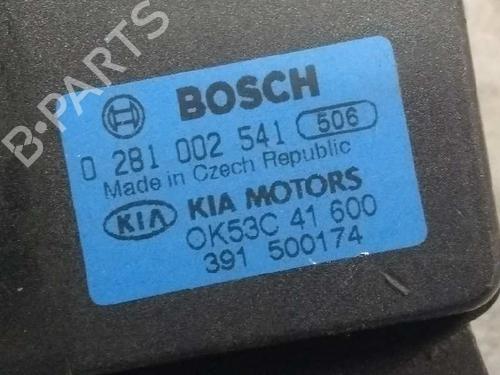 B-PARTS
BOSCH
0 281 002 541 506
Made in Czech Republic
KIA KIA MOTORS
OK53C 41 600
391 500174